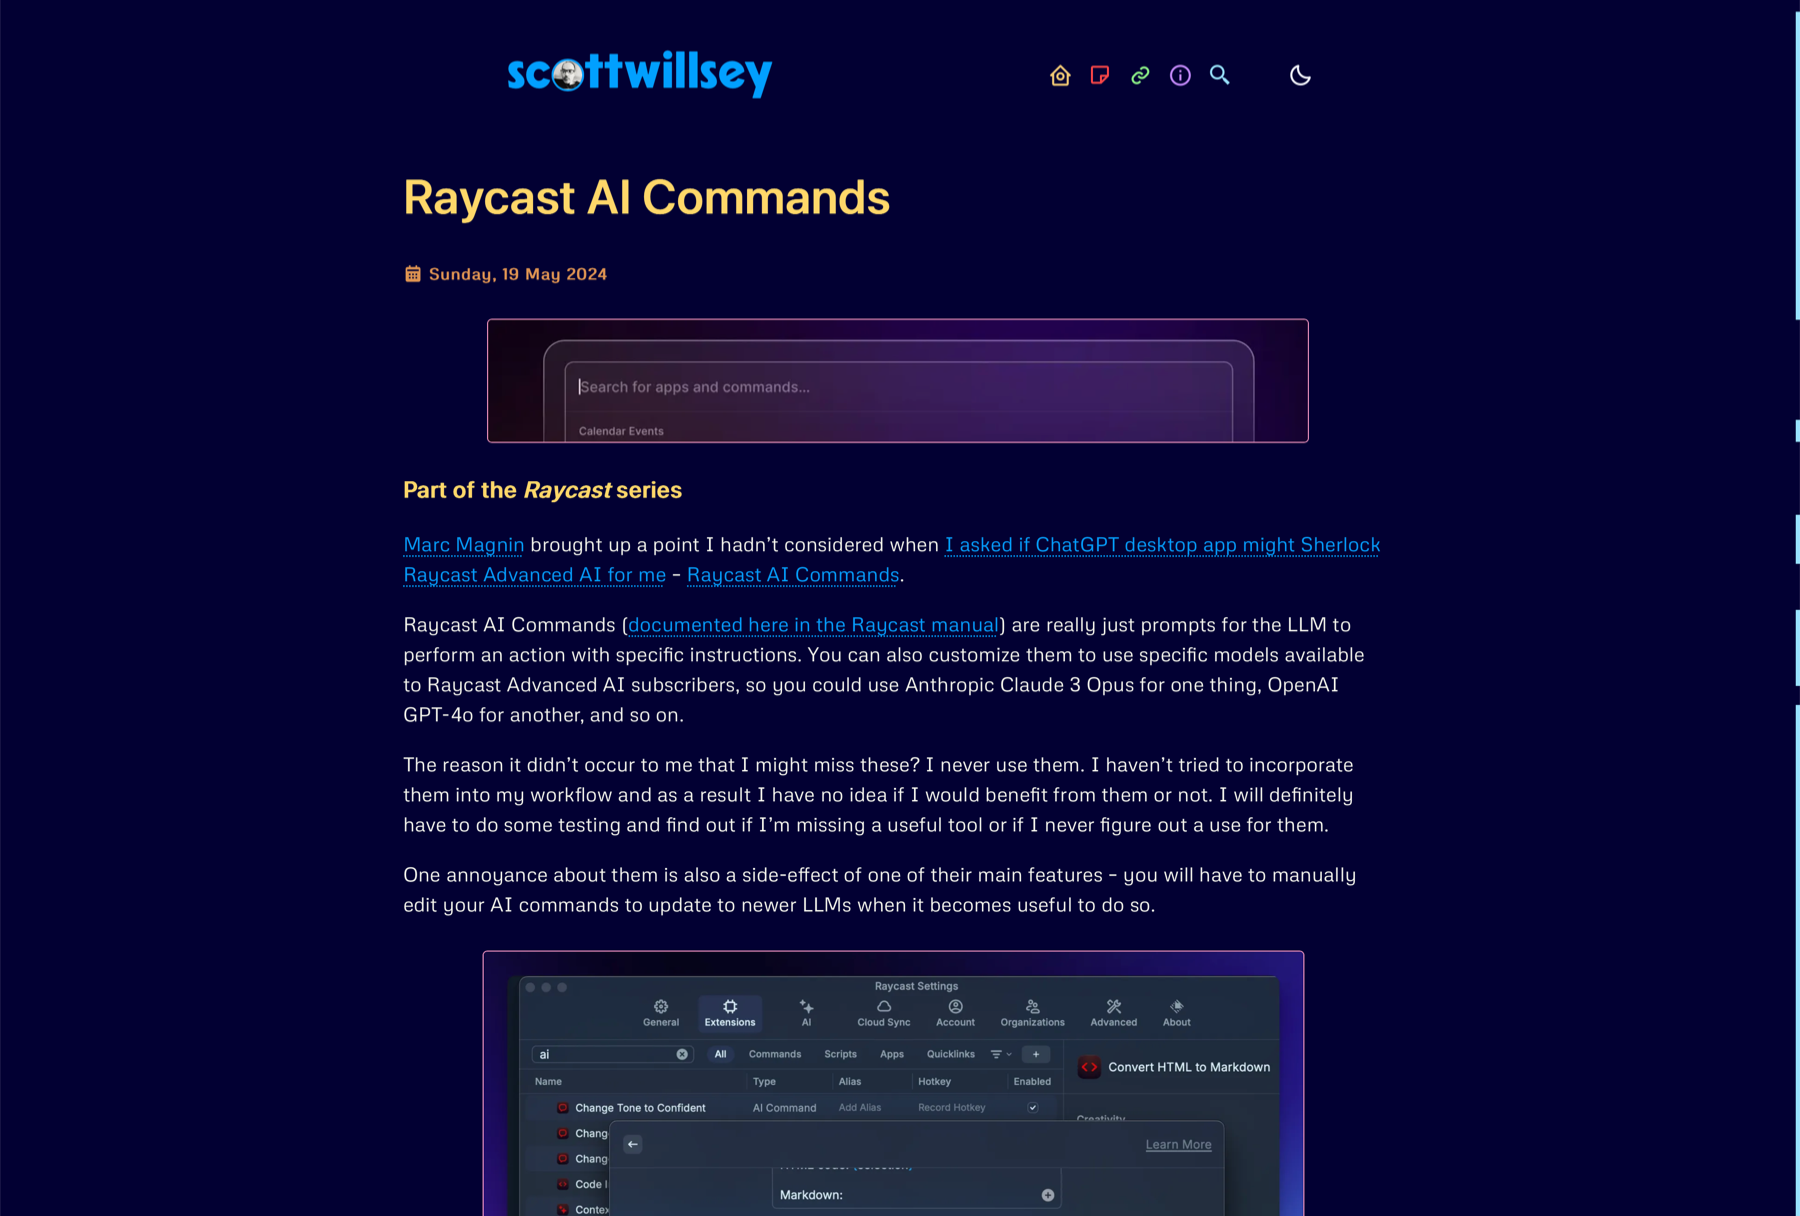 scottwillsey
Raycast AI Commands
Sunday, 19 May 2024
Search for apps and commands...
Calendar Events
Part of the Raycast series
Marc Magnin brought up a point I hadn’t considered when I asked if ChatGPT desktop app might Sherlock
Raycast Advanced AI for me – Raycast AI Commands.
Raycast AI Commands (documented here in the Raycast manual) are really just prompts for the LLM to
perform an action with specific instructions. You can also customize them to use specific models available
to Raycast Advanced AI subscribers, so you could use Anthropic Claude 3 Opus for one thing, OpenAI
GPT-4o for another, and so on.
The reason it didn’t occur to me that I might miss these? I never use them. I haven’t tried to incorporate
them into my workflow and as a result I have no idea if I would benefit from them or not. I will definitely
have to do some testing and find out if I’m missing a useful tool or if I never figure out a use for them.
One annoyance about them is also a side-effect of one of their main features – you will have to manually
edit your AI commands to update to newer LLMs when it becomes useful to do so.
Raycast Settings
General Extensions AI Cloud Sync Account Organizations Advanced About
ai All Commands Scripts Apps Quicklinks
Convert HTML to Markdown
Name Type Alias Hotkey Enabled
Change Tone to Confident AI Command Add Alias Record Hotkey
Creativity
Chang
Learn More
Chang
Code I
Markdown:
Contex